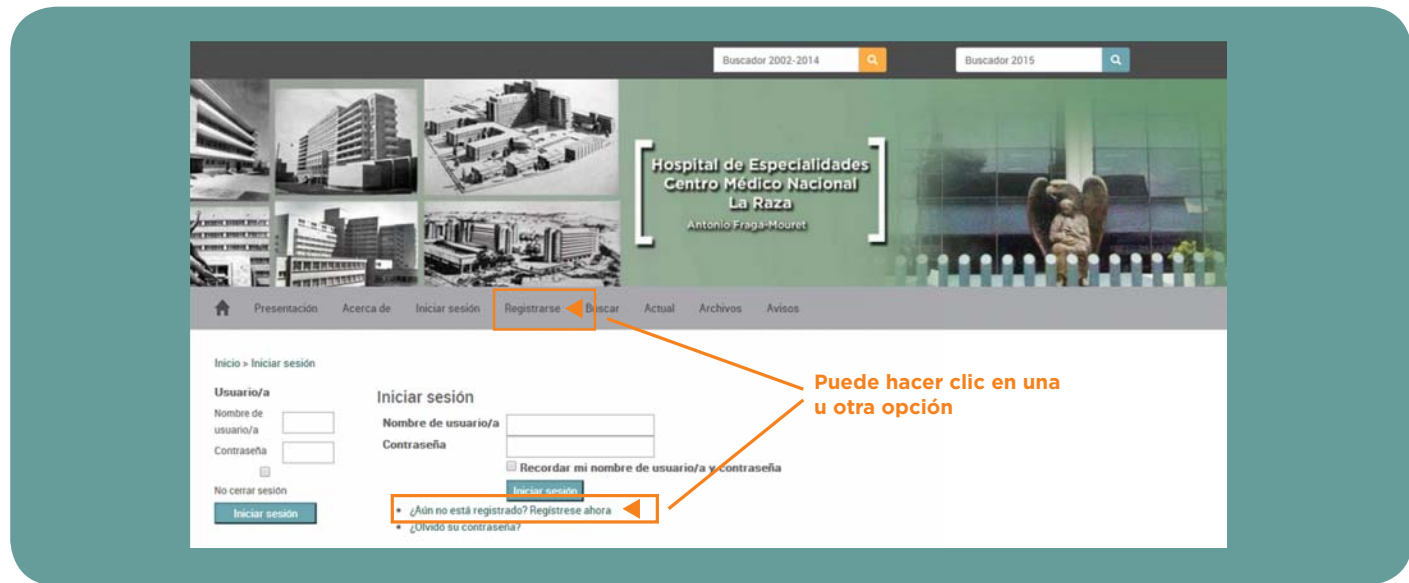 Buscador 2002-2014
Buscador 2015
Hospital de Especialidades
Centro Médico Nacional
La Raza
Antonio Fraga-Mouret
Presentación Acerca de Iniciar sesión Registrarse Buscar Actual Archivos Avisos
Inicio > Iniciar sesión
Usuario/a
Nombre de
usuario/a
Contraseña
No cerrar sesión
Iniciar sesión
Iniciar sesión
Nombre de usuario/a
Contraseña
Recordar mi nombre de usuario/a y contraseña
Iniciar sesión
• ¿Aún no está registrado? Regístrese ahora
• ¿Olvidó su contraseña?
Puede hacer clic en una
u otra opción